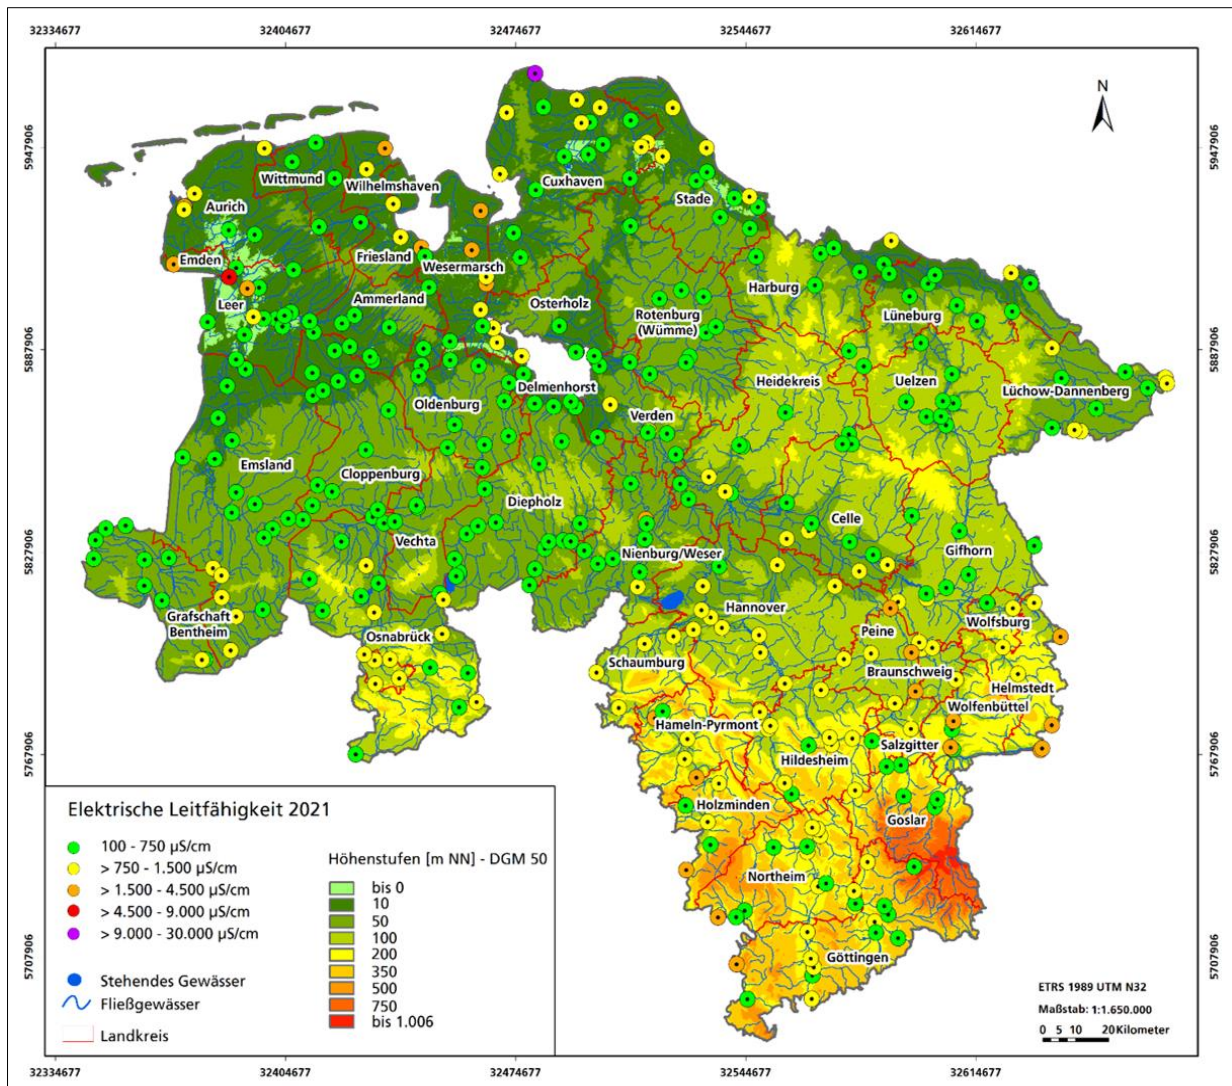 32334677 32404677 32474677 32544677 32614677
N
5947906 5947906
Cuxhaven
Wittmund
Wilhelmshaven
Stade
Aurich
Emden
Friesland
Wesermarsch
Harburg
Leer
Ammerland
Osterholz
Rotenburg
(Wümme)
Lüneburg
5887906 5887906
Delmenhorst
Heidekreis
Uelzen
Lüchow-Dannenberg
Oldenburg
Verden
Emsland
Cloppenburg
Diepholz
Celle
Vechta
Nienburg/Weser
Gifhorn
5827906 5827906
Grafschaft
Bentheim
Osnabrück
Hannover
Peine
Wolfsburg
Schaumburg
Braunschweig
Helmstedt
Wolfenbüttel
Hameln-Pyrmont
Salzgitter
5767906 5767906
Hildesheim
Holzminden
Goslar
Northeim
Göttingen
5707906 5707906
Elektrische Leitfähigkeit 2021
100 - 750 µS/cm
> 750 - 1.500 µS/cm
> 1.500 - 4.500 µS/cm
> 4.500 - 9.000 µS/cm
> 9.000 - 30.000 µS/cm
Stehendes Gewässer
Fließgewässer
Landkreis
Höhenstufen [m NN] - DGM 50
bis 0
10
50
100
200
350
500
750
bis 1.006
ETRS 1989 UTM N32
Maßstab: 1:1.650.000
0 5 10 20 Kilometer
32334677 32404677 32474677 32544677 32614677